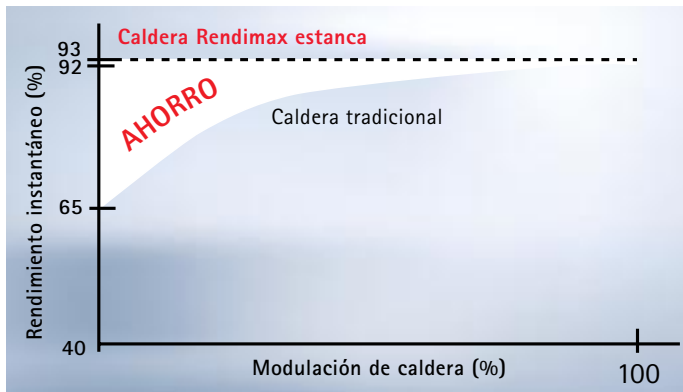 Caldera Rendimax estanca
93
92
AHORRO
Caldera tradicional
65
40
Rendimiento instantáneo (%)
Modulación de caldera (%)
100